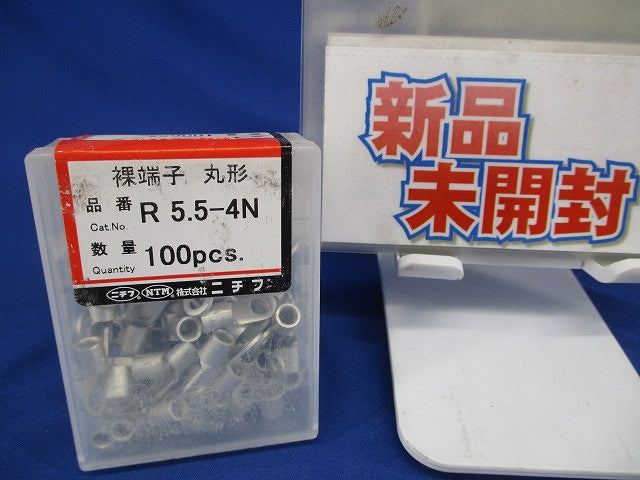 裸端子 丸形
品番 R 5.5-4N
Cat.No.
数量 100pcs.
Quantity
ニチフ NTM 株式会社 ニチフ
新品
未開封